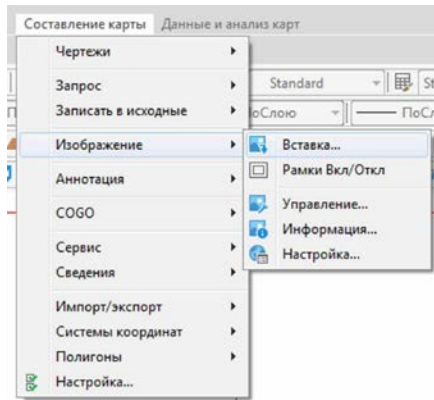 Составление карты Данные и анализ карт
Чертежи
Запрос
Standard
St
Записать в исходные
оСлою
ПоСл
Изображение
Вставка...
Рамки Вкл/Откл
Аннотация
COGO
Управление...
Информация...
Сервис
Настройка...
Сведения
Импорт/экспорт
Системы координат
Полигоны
Настройка...